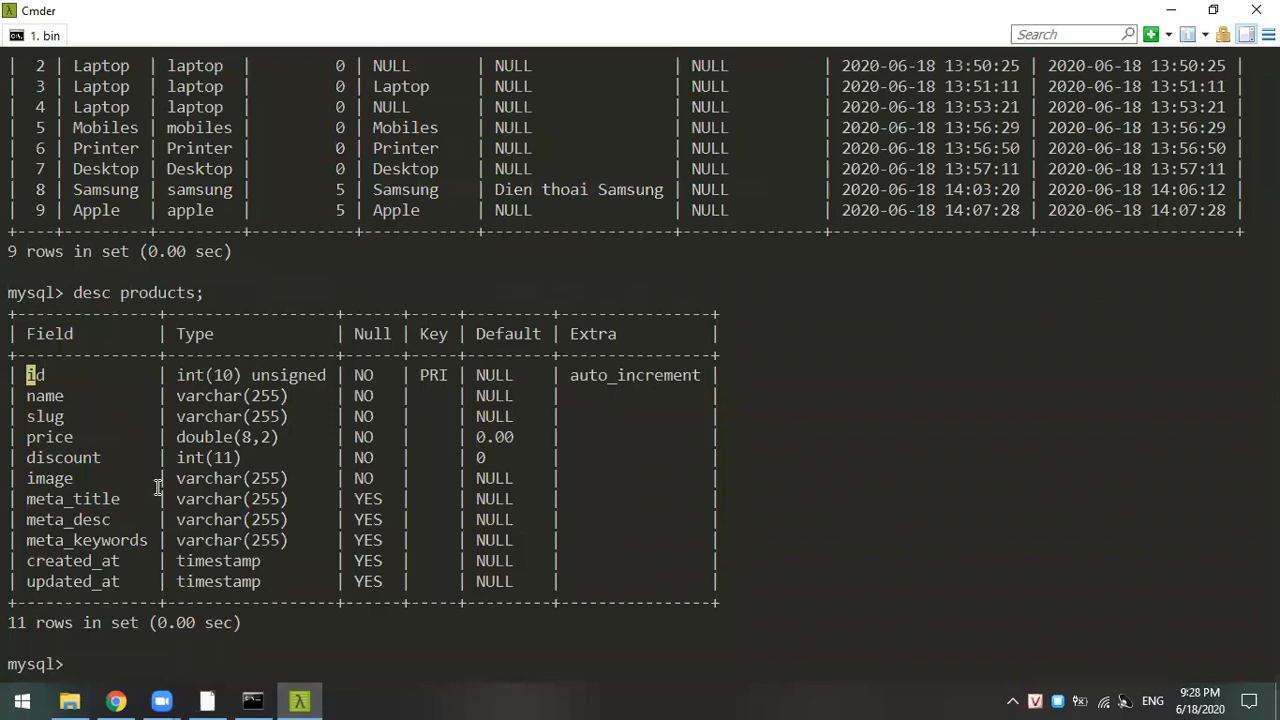 Cmder
1. bin
Search
| 2 | Laptop | laptop | 0 | NULL | NULL | NULL | 2020-06-18 13:50:25 | 2020-06-18 13:50:25 |
| 3 | Laptop | laptop | 0 | Laptop | NULL | NULL | 2020-06-18 13:51:11 | 2020-06-18 13:51:11 |
| 4 | Laptop | laptop | 0 | NULL | NULL | NULL | 2020-06-18 13:53:21 | 2020-06-18 13:53:21 |
| 5 | Mobiles | mobiles | 0 | Mobiles | NULL | NULL | 2020-06-18 13:56:29 | 2020-06-18 13:56:29 |
| 6 | Printer | Printer | 0 | Printer | NULL | NULL | 2020-06-18 13:56:50 | 2020-06-18 13:56:50 |
| 7 | Desktop | Desktop | 0 | Desktop | NULL | NULL | 2020-06-18 13:57:11 | 2020-06-18 13:57:11 |
| 8 | Samsung | samsung | 5 | Samsung | Dien thoai Samsung | NULL | 2020-06-18 14:03:20 | 2020-06-18 14:06:12 |
| 9 | Apple | apple | 5 | Apple | NULL | NULL | 2020-06-18 14:07:28 | 2020-06-18 14:07:28 |
9 rows in set (0.00 sec)
mysql> desc products;
| Field | Type | Null | Key | Default | Extra |
| id | int(10) unsigned | NO | PRI | NULL | auto_increment |
| name | varchar(255) | NO | | NULL | |
| slug | varchar(255) | NO | | NULL | |
| price | double(8,2) | NO | | 0.00 | |
| discount | int(11) | NO | | 0 | |
| image | varchar(255) | NO | | NULL | |
| meta_title | varchar(255) | YES | | NULL | |
| meta_desc | varchar(255) | YES | | NULL | |
| meta_keywords | varchar(255) | YES | | NULL | |
| created_at | timestamp | YES | | NULL | |
| updated_at | timestamp | YES | | NULL | |
11 rows in set (0.00 sec)
mysql>
ENG
9:28 PM
6/18/2020